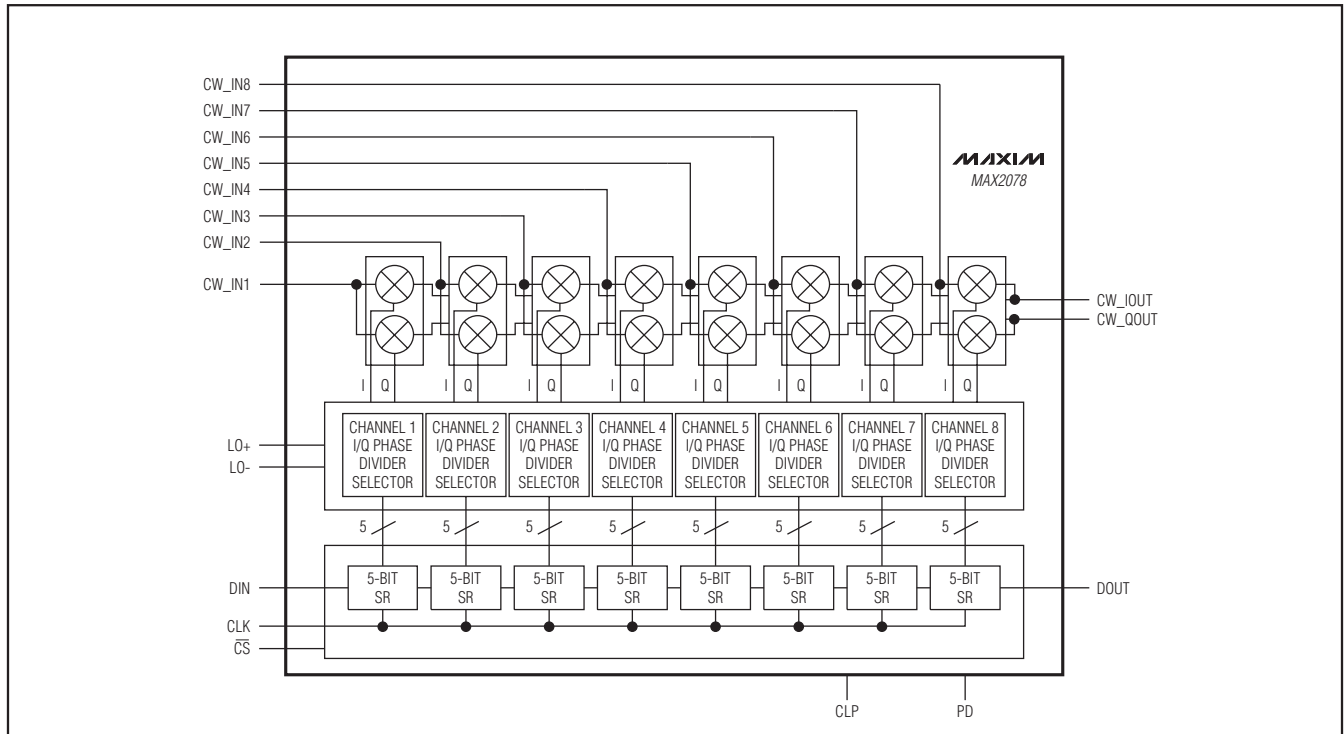 CW_IN8
CW_IN7
CW_IN6
CW_IN5
CW_IN4
CW_IN3
CW_IN2
CW_IN1
MAXIM
MAX2078
CW_IOUT
CW_QOUT
I Q I Q I Q I Q I Q I Q I Q I Q
LO+
LO-
CHANNEL 1
I/Q PHASE
DIVIDER
SELECTOR
CHANNEL 2
I/Q PHASE
DIVIDER
SELECTOR
CHANNEL 3
I/Q PHASE
DIVIDER
SELECTOR
CHANNEL 4
I/Q PHASE
DIVIDER
SELECTOR
CHANNEL 5
I/Q PHASE
DIVIDER
SELECTOR
CHANNEL 6
I/Q PHASE
DIVIDER
SELECTOR
CHANNEL 7
I/Q PHASE
DIVIDER
SELECTOR
CHANNEL 8
I/Q PHASE
DIVIDER
SELECTOR
5 5 5 5 5 5 5 5
DIN
5-BIT
SR
5-BIT
SR
5-BIT
SR
5-BIT
SR
5-BIT
SR
5-BIT
SR
5-BIT
SR
5-BIT
SR
DOUT
CLK
C̅S̅
CLP
PD